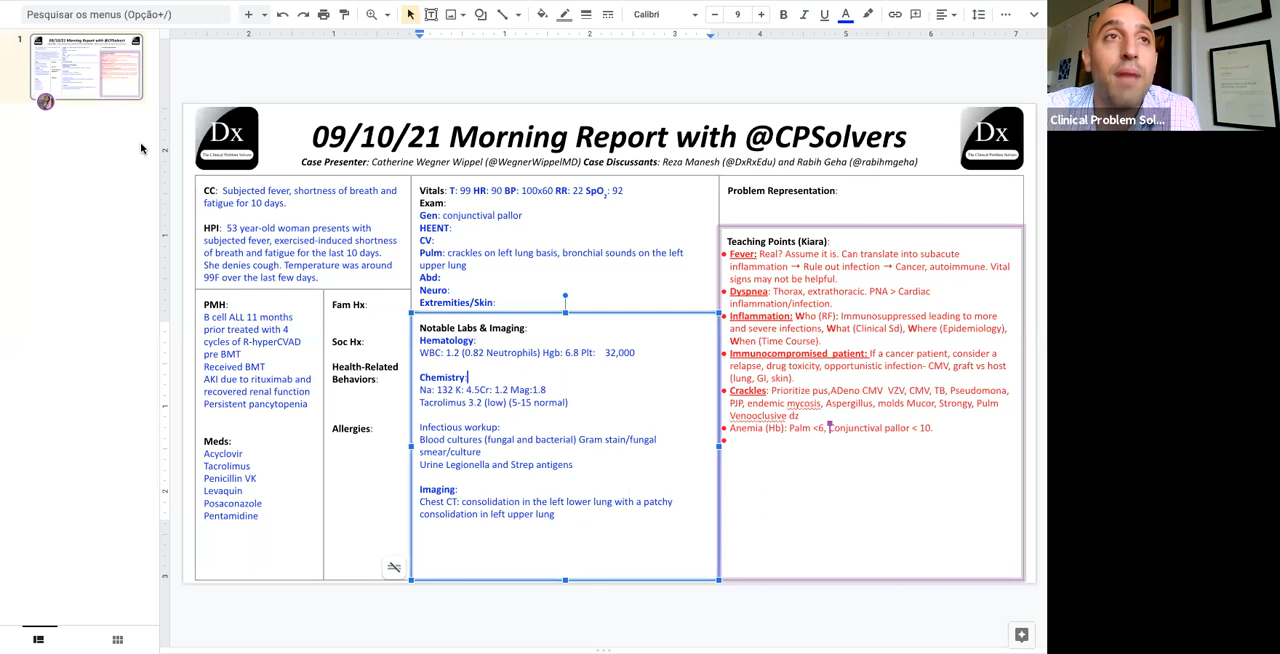 Pesquisar os menus (Opção+/)
Calibri
9
1
09/10/21 Morning Report with @CPSolvers
Case Presenter: Catherine Wegner Wippel (@WegnerWippelMD) Case Discussants: Reza Manesh (@DxRxEdu) and Rabih Geha (@rabihmgeha)
Dx
The Clinical Problem Solvers
Dx
The Clinical Problem Solvers
CC: Subjected fever, shortness of breath and
fatigue for 10 days.
HPI: 53 year-old woman presents with
subjected fever, exercised-induced shortness
of breath and fatigue for the last 10 days.
She denies cough. Temperature was around
99F over the last few days.
PMH:
B cell ALL 11 months
prior treated with 4
cycles of R-hyperCVAD
pre BMT
Received BMT
AKI due to rituximab and
recovered renal function
Persistent pancytopenia
Meds:
Acyclovir
Tacrolimus
Penicillin VK
Levaquin
Posaconazole
Pentamidine
Fam Hx:
Soc Hx:
Health-Related
Behaviors:
Allergies:
Vitals: T: 99 HR: 90 BP: 100x60 RR: 22 SpO2: 92
Exam:
Gen: conjunctival pallor
HEENT:
CV:
Pulm: crackles on left lung basis, bronchial sounds on the left
upper lung
Abd:
Neuro:
Extremities/Skin:
Notable Labs & Imaging:
Hematology:
WBC: 1.2 (0.82 Neutrophils) Hgb: 6.8 Plt: 32,000
Chemistry:
Na: 132 K: 4.5Cr: 1.2 Mag:1.8
Tacrolimus 3.2 (low) (5-15 normal)
Infectious workup:
Blood cultures (fungal and bacterial) Gram stain/fungal
smear/culture
Urine Legionella and Strep antigens
Imaging:
Chest CT: consolidation in the left lower lung with a patchy
consolidation in left upper lung
Problem Representation:
Teaching Points (Kiara):
Fever: Real? Assume it is. Can translate into subacute
inflammation → Rule out infection → Cancer, autoimmune. Vital
signs may not be helpful.
Dyspnea: Thorax, extrathoracic. PNA > Cardiac
inflammation/infection.
Inflammation: Who (RF): Immunosuppressed leading to more
and severe infections, What (Clinical Sd), Where (Epidemiology),
When (Time Course).
Immunocompromised patient: If a cancer patient, consider a
relapse, drug toxicity, opportunistic infection- CMV, graft vs host
(lung, GI, skin).
Crackles: Prioritize pus,ADeno CMV VZV, CMV, TB, Pseudomona,
PJP, endemic mycosis, Aspergillus, molds Mucor, Strongy, Pulm
Venooclusive dz
Anemia (Hb): Palm <6, Conjunctival pallor < 10.
Clinical Problem Sol...